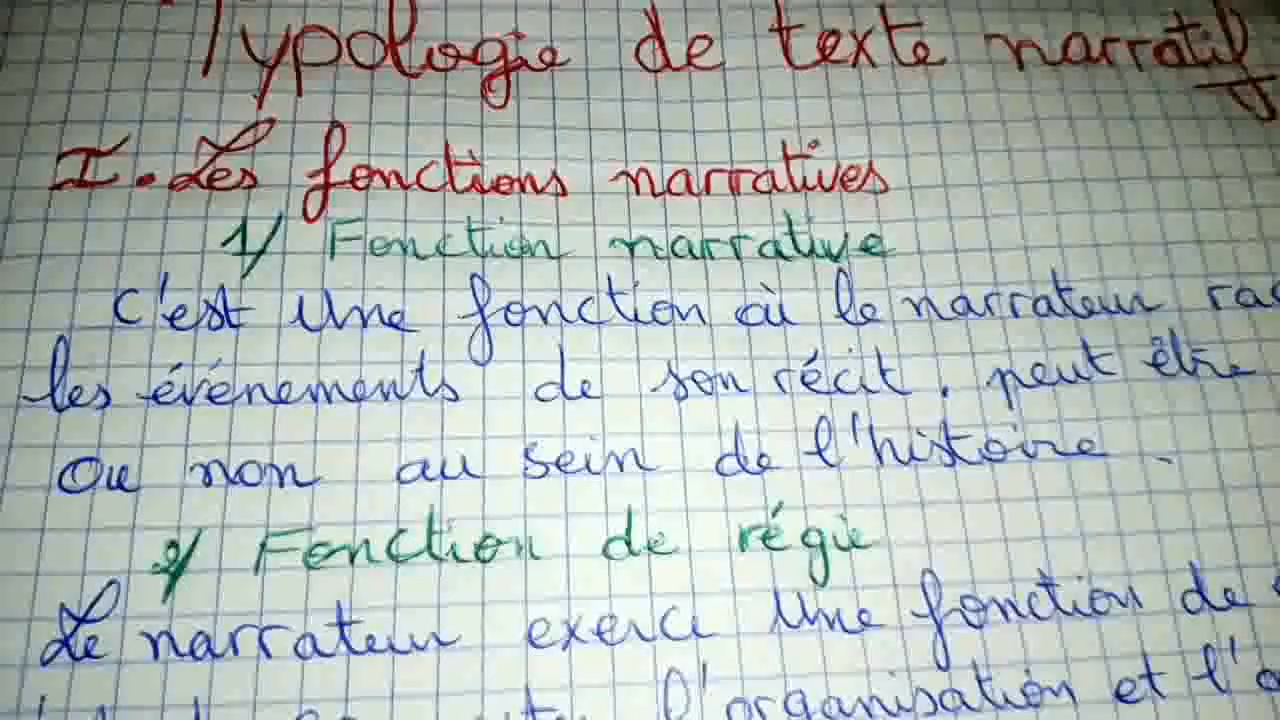 Typologie de texte narratif
I. Les fonctions narratives
1/ Fonction narrative
C'est une fonction où le narrateur
les événements de son récit. peut être
ou non au sein de l'histoire.
2/ Fonction de régie
Le narrateur exerce une fonction de
l'organisation et